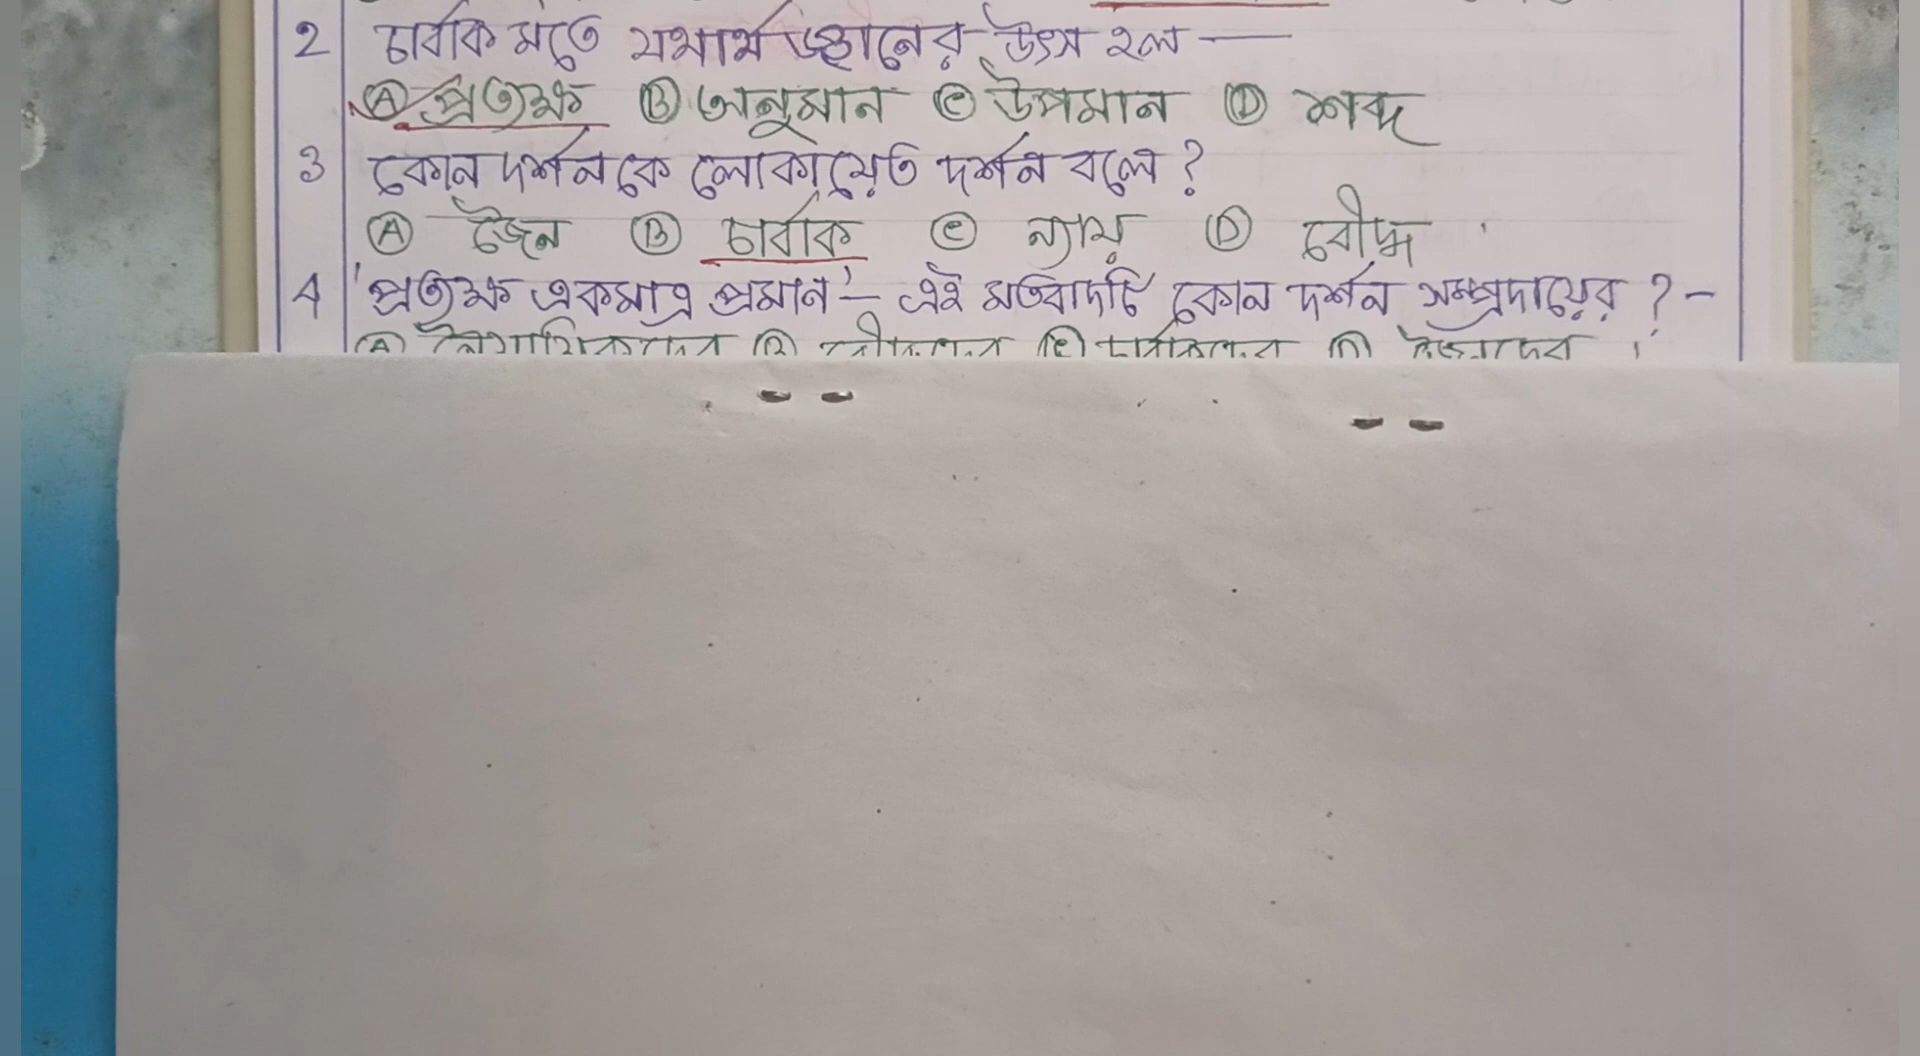 2 চার্বাক মতে যথার্থ জ্ঞানের উৎস হল —
Ⓐ প্রত্যক্ষ Ⓑ অনুমান Ⓒ উপমান Ⓓ শব্দ
3 কোন দর্শনকে লোকায়েত দর্শন বলে ?
Ⓐ জৈন Ⓑ চার্বাক Ⓒ ন্যায় Ⓓ বৌদ্ধ
4 'প্রত্যক্ষ একমাত্র প্রমান' – এই মতবাদটি কোন দর্শন সম্প্রদায়ের ? –